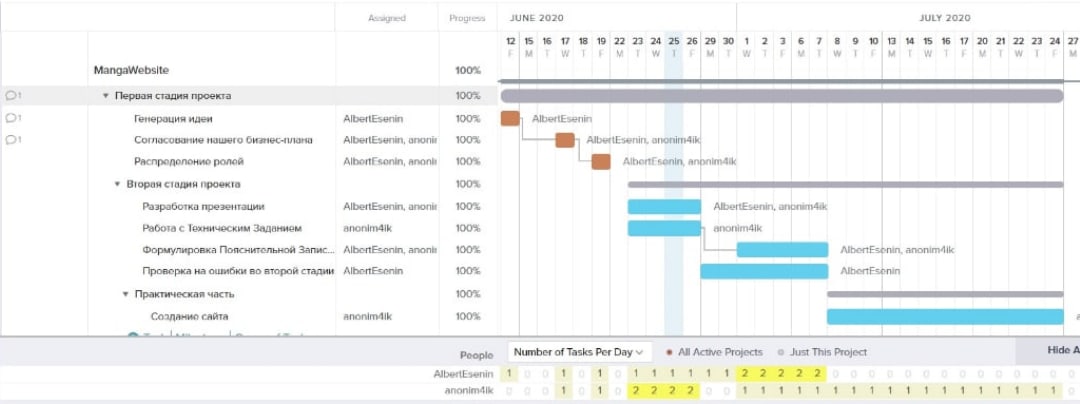 Assigned Progress JUNE 2020 JULY 2020
12 15 16 17 18 19 22 23 24 25 26 29 30 1 2 3 6 7 8 9 10 13 14 15 16 17 20 21 22 23 24 27
F M T W T F M T W T F M T W T F M T W T F M T W T F M T W T F M
MangaWebsite 100%
1 Первая стадия проекта 100%
1 Генерация идеи AlbertEsenin 100% AlbertEsenin
1 Согласование нашего бизнес-плана AlbertEsenin, anonir 100% AlbertEsenin, anonim4ik
Распределение ролей AlbertEsenin, anonir 100% AlbertEsenin, anonim4ik
Вторая стадия проекта 100%
Разработка презентации AlbertEsenin, anonir 100% AlbertEsenin, anonim4ik
Работа с Техническим Заданием anonim4ik 100% anonim4ik
Формулировка Пояснительной Запис... AlbertEsenin, anonir 100% AlbertEsenin, anonim4ik
Проверка на ошибки во второй стадии AlbertEsenin 100% AlbertEsenin
Практическая часть 100%
Создание сайта anonim4ik 100%
People Number of Tasks Per Day All Active Projects Just This Project Hide A
AlbertEsenin 1 0 0 1 0 1 0 1 1 1 1 1 1 2 2 2 2 2 0 0 0 0 0 0 0 0 0 0 0 0 0 0
anonim4ik 0 0 0 1 0 1 0 2 2 2 2 0 0 1 1 1 1 1 1 1 1 1 1 1 1 1 1 1 1 1 1 0